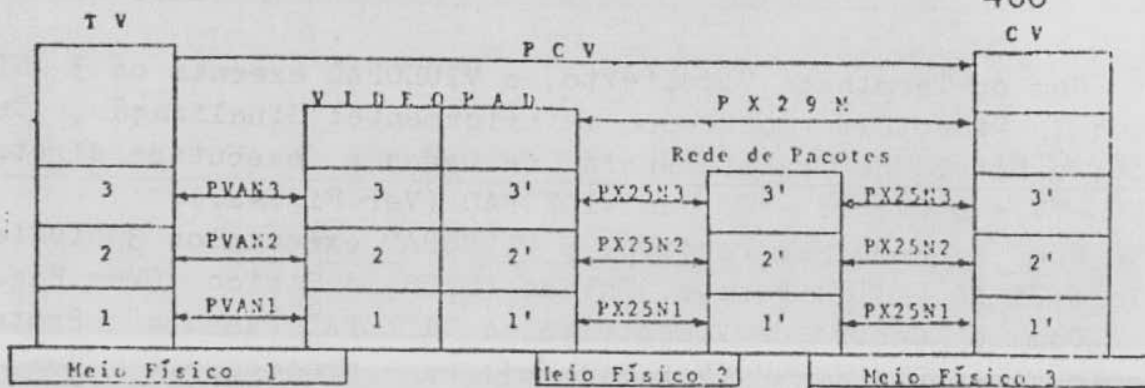 466
T V
C V
P C V
V I D E O P A D
P X 2 9 M
Rede de Pacotes
3 PVAN3 3 3' PX25N3 3' PX25N3 3'
2 PVAN2 2 2' PX25N2 2' PX25N2 2'
1 PVAN1 1 1' PX25N1 1' PX25N1 1'
Meio Físico 1 Meio Físico 2 Meio Físico 3